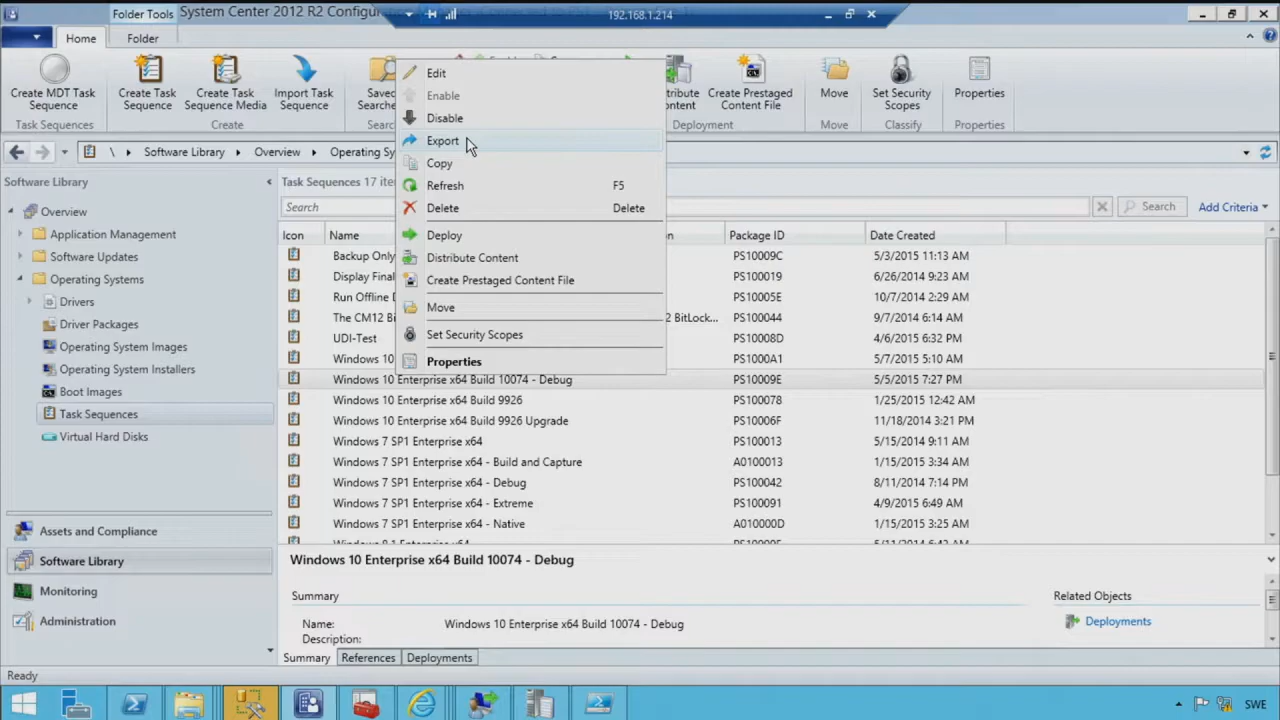 Folder Tools
System Center 2012 R2 Configur
192.168.1.214
Home
Folder
Create MDT Task
Sequence
Create Task
Sequence
Create Task
Sequence Media
Import Task
Sequence
Saved
Searche
ribute
ontent
Create Prestaged
Content File
Move
Set Security
Scopes
Properties
Task Sequences
Create
Searc
Deployment
Move
Classify
Properties
Edit
Enable
Disable
Export
Copy
Refresh F5
Delete Delete
Deploy
Distribute Content
Create Prestaged Content File
Move
Set Security Scopes
Properties
\ Software Library Overview Operating Sy
Software Library
Overview
Application Management
Software Updates
Operating Systems
Drivers
Driver Packages
Operating System Images
Operating System Installers
Boot Images
Task Sequences
Virtual Hard Disks
Assets and Compliance
Software Library
Monitoring
Administration
Task Sequences 17 ite
Search
Search
Add Criteria
Icon Name on Package ID Date Created
Backup Only PS10009C 5/3/2015 11:13 AM
Display Final PS100019 6/26/2014 9:23 AM
Run Offline D PS10005E 10/7/2014 2:29 AM
The CM12 Bi 2 BitLock... PS100044 9/7/2014 6:14 AM
UDI-Test PS10008D 4/6/2015 6:32 PM
Windows 10 PS1000A1 5/7/2015 5:10 AM
Windows 10 Enterprise x64 Build 10074 - Debug PS10009E 5/5/2015 7:27 PM
Windows 10 Enterprise x64 Build 9926 PS100078 1/25/2015 12:42 AM
Windows 10 Enterprise x64 Build 9926 Upgrade PS10006F 11/18/2014 3:21 PM
Windows 7 SP1 Enterprise x64 PS100013 5/15/2014 9:11 AM
Windows 7 SP1 Enterprise x64 - Build and Capture A0100013 1/15/2015 3:34 AM
Windows 7 SP1 Enterprise x64 - Debug PS100042 8/11/2014 7:14 PM
Windows 7 SP1 Enterprise x64 - Extreme PS100091 4/9/2015 6:49 AM
Windows 7 SP1 Enterprise x64 - Native A010000D 1/15/2015 3:25 AM
Windows 10 Enterprise x64 Build 10074 - Debug
Summary
Name: Windows 10 Enterprise x64 Build 10074 - Debug
Description:
Related Objects
Deployments
Summary References Deployments
Ready
SWE